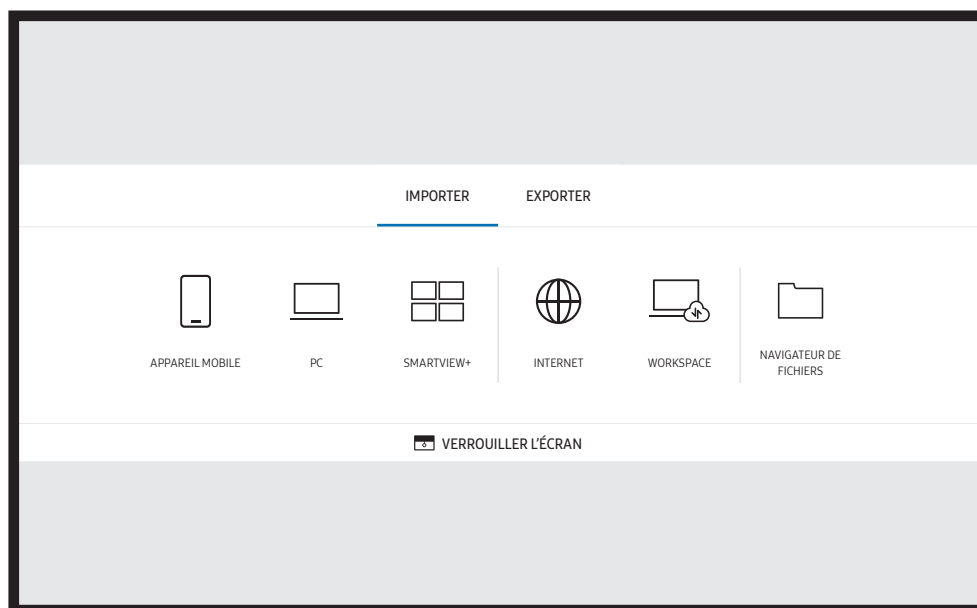 IMPORTER
EXPORTER
APPAREIL MOBILE
PC
SMARTVIEW+
INTERNET
WORKSPACE
NAVIGATEUR DE
FICHIERS
VERROUILLER L'ÉCRAN